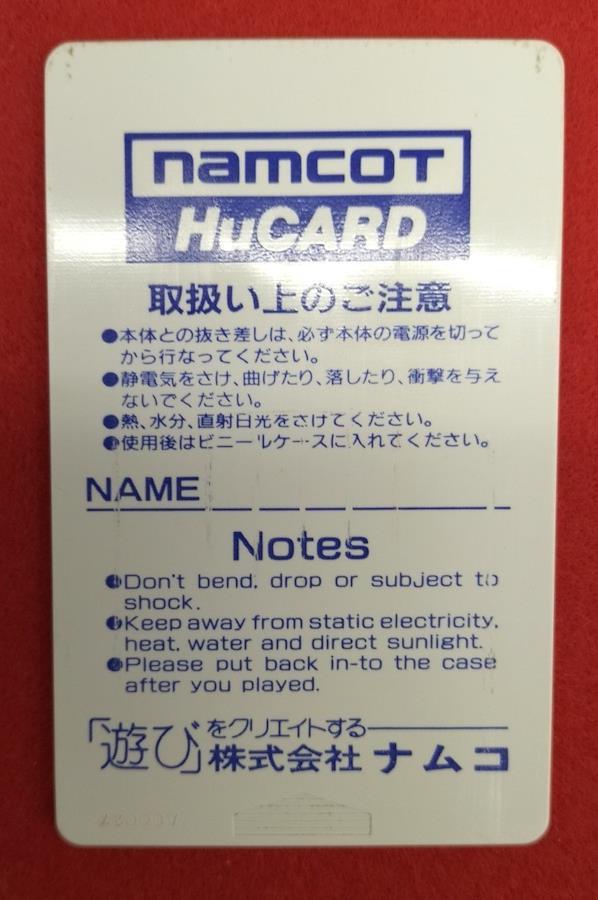 namcoT
HuCARD
取扱い上のご注意
●本体との抜き差しは、必ず本体の電源を切って
から行なってください。
●静電気をさけ、曲げたり、落したり、衝撃を与え
ないでください。
●熱、水分、直射日光をさけてください。
●使用後はビニールケースに入れてください。
NAME
Notes
●Don't bend, drop or subject to
shock.
●Keep away from static electricity,
heat, water and direct sunlight.
●Please put back in-to the case
after you played.
「遊び」をクリエイトする
株式会社 ナムコ